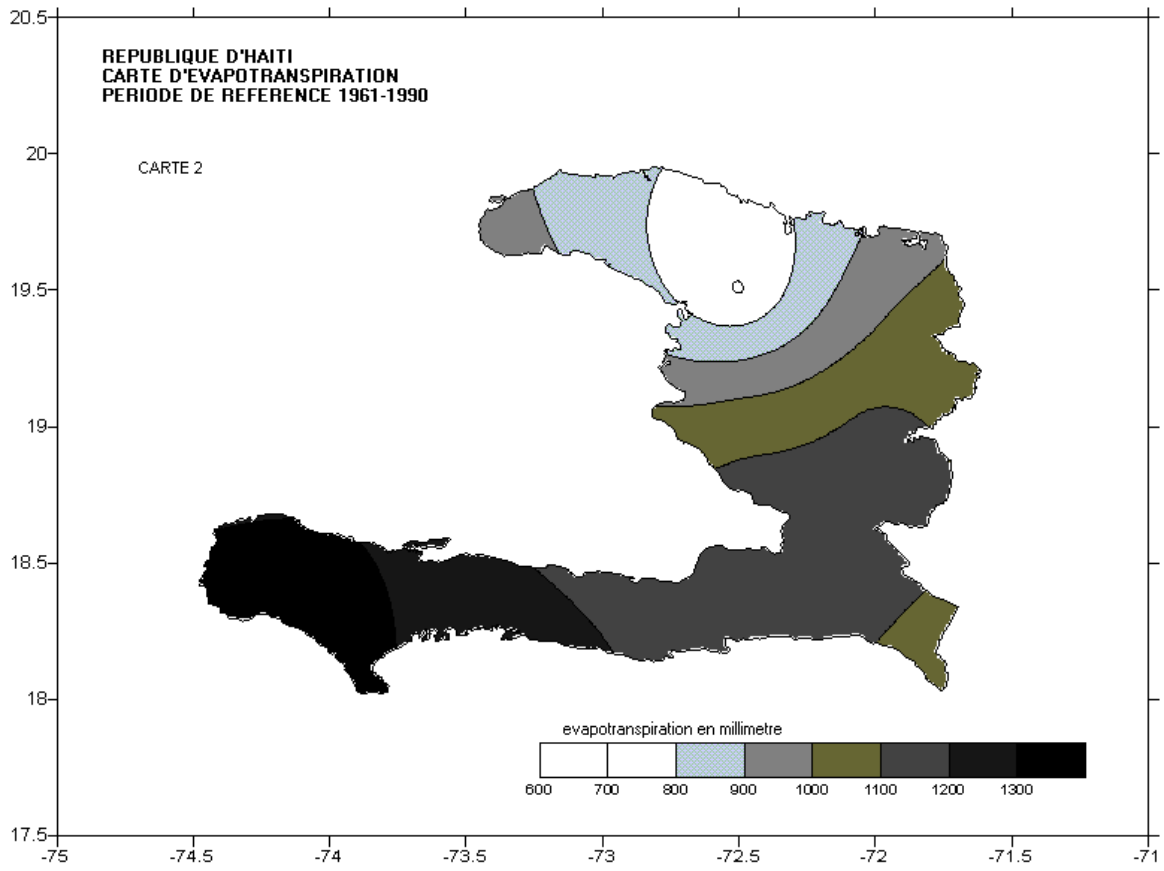 20.5
REPUBLIQUE D'HAITI
CARTE D'EVAPOTRANSPIRATION
PERIODE DE REFERENCE 1961-1990
20
CARTE 2
19.5
19
18.5
18
evapotranspiration en millimetre
600 700 800 900 1000 1100 1200 1300
17.5
-75 -74.5 -74 -73.5 -73 -72.5 -72 -71.5 -71